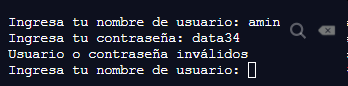 Ingresa tu nombre de usuario: amin
Ingresa tu contraseña: data34
Usuario o contraseña inválidos
Ingresa tu nombre de usuario: